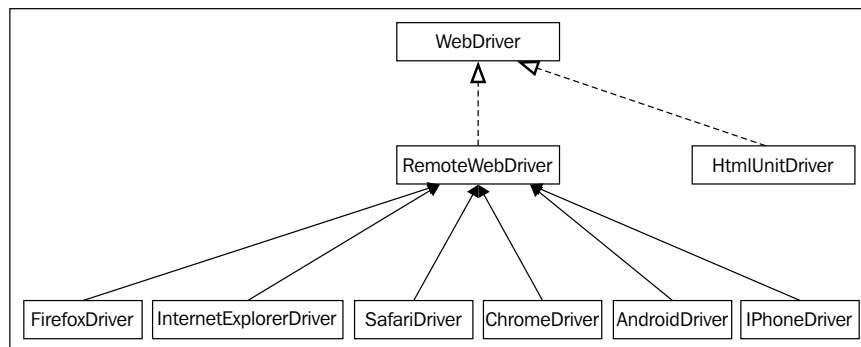 WebDriver
RemoteWebDriver
HtmlUnitDriver
FirefoxDriver
InternetExplorerDriver
SafariDriver
ChromeDriver
AndroidDriver
IPhoneDriver